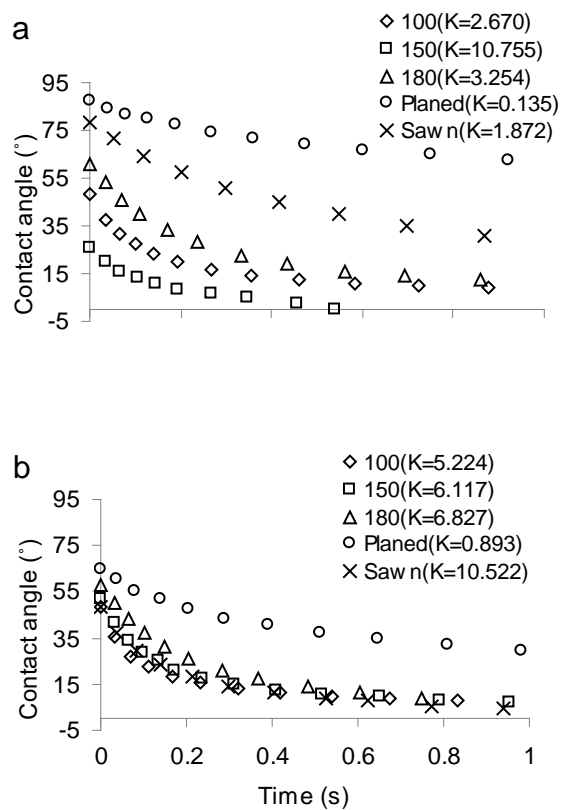 a
100(K=2.670)
150(K=10.755)
180(K=3.254)
Planed(K=0.135)
Sawn(K=1.872)
95
75
55
35
15
-5
Contact angle (˚)
b
100(K=5.224)
150(K=6.117)
180(K=6.827)
Planed(K=0.893)
Sawn(K=10.522)
95
75
55
35
15
-5
Contact angle (˚)
0
0.2
0.4
0.6
0.8
1
Time (s)